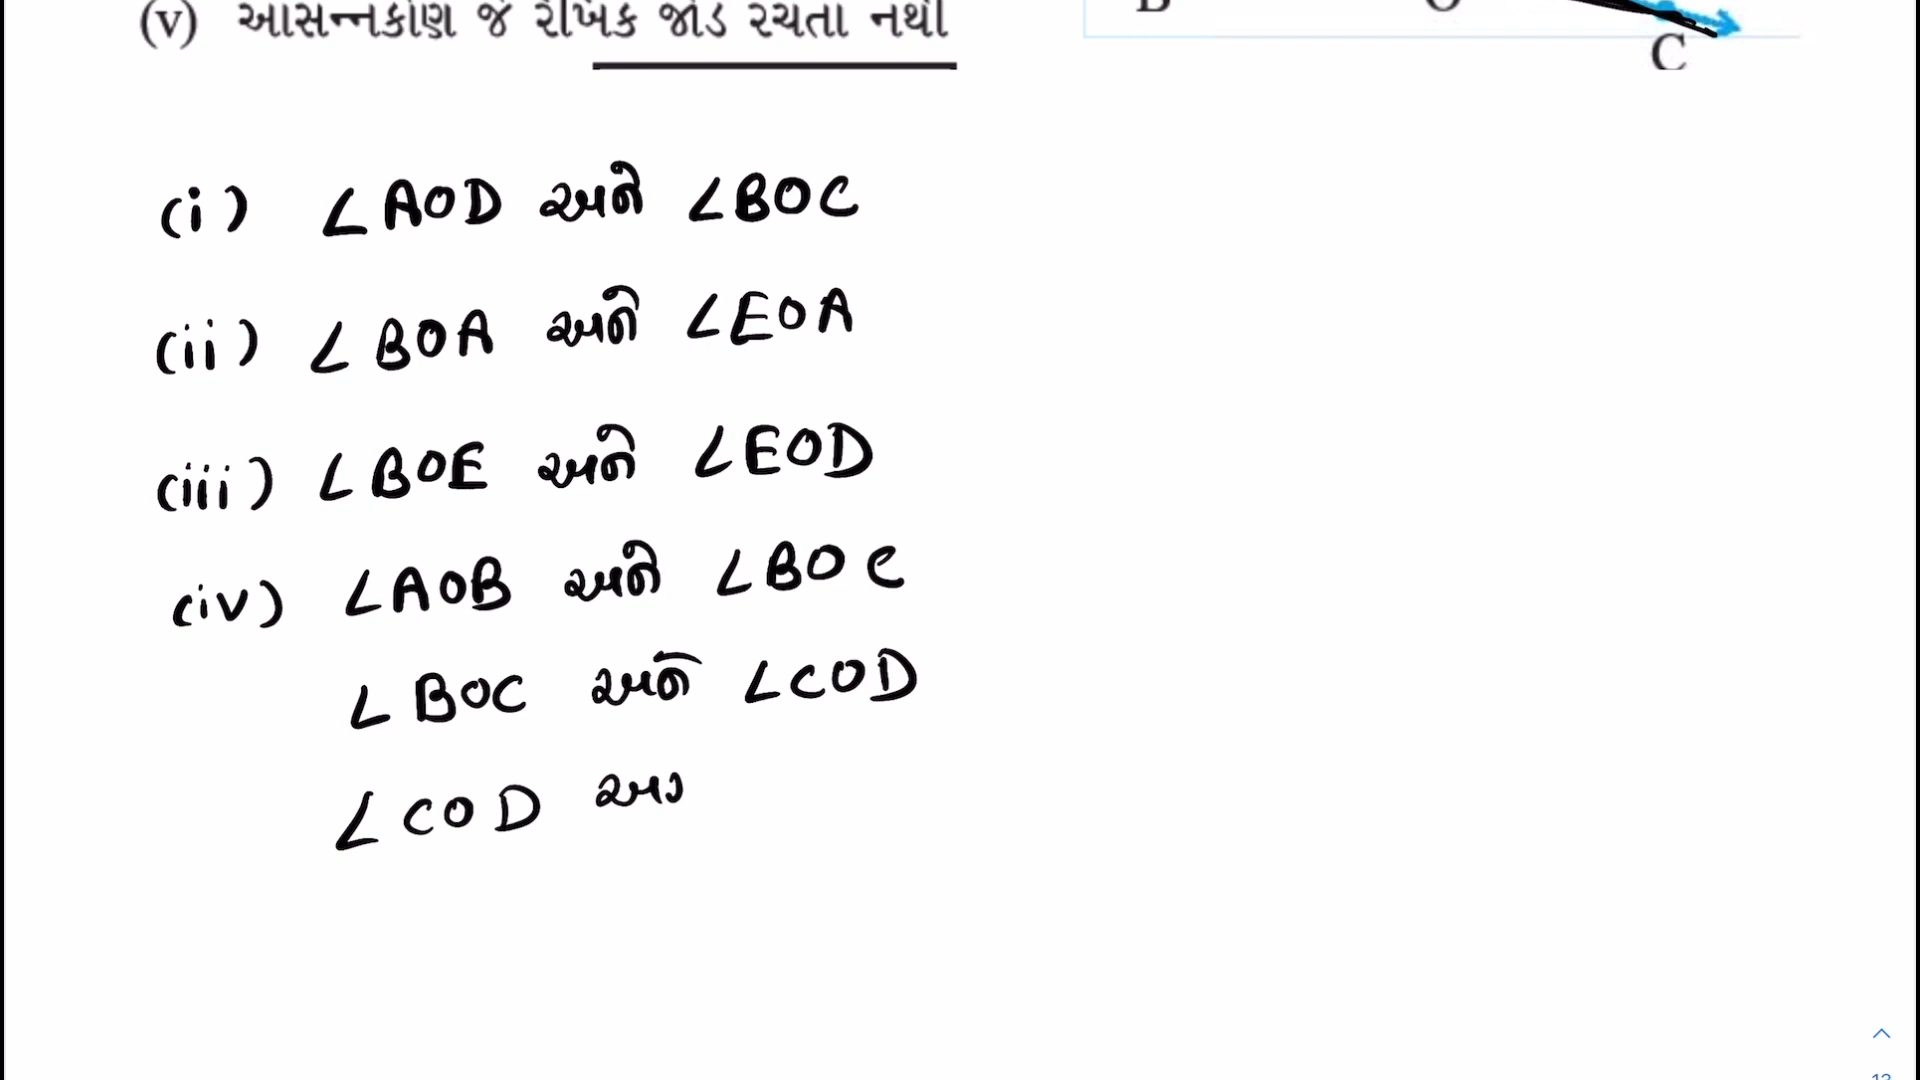 (v) આસન્નકોણ જે રૈખિક જોડ રચતા નથી
C
(i) ∠AOD અને ∠BOC
(ii) ∠BOA અને ∠EOA
(iii) ∠BOE અને ∠EOD
(iv) ∠AOB અને ∠BOC
∠BOC અને ∠COD
∠COD અન